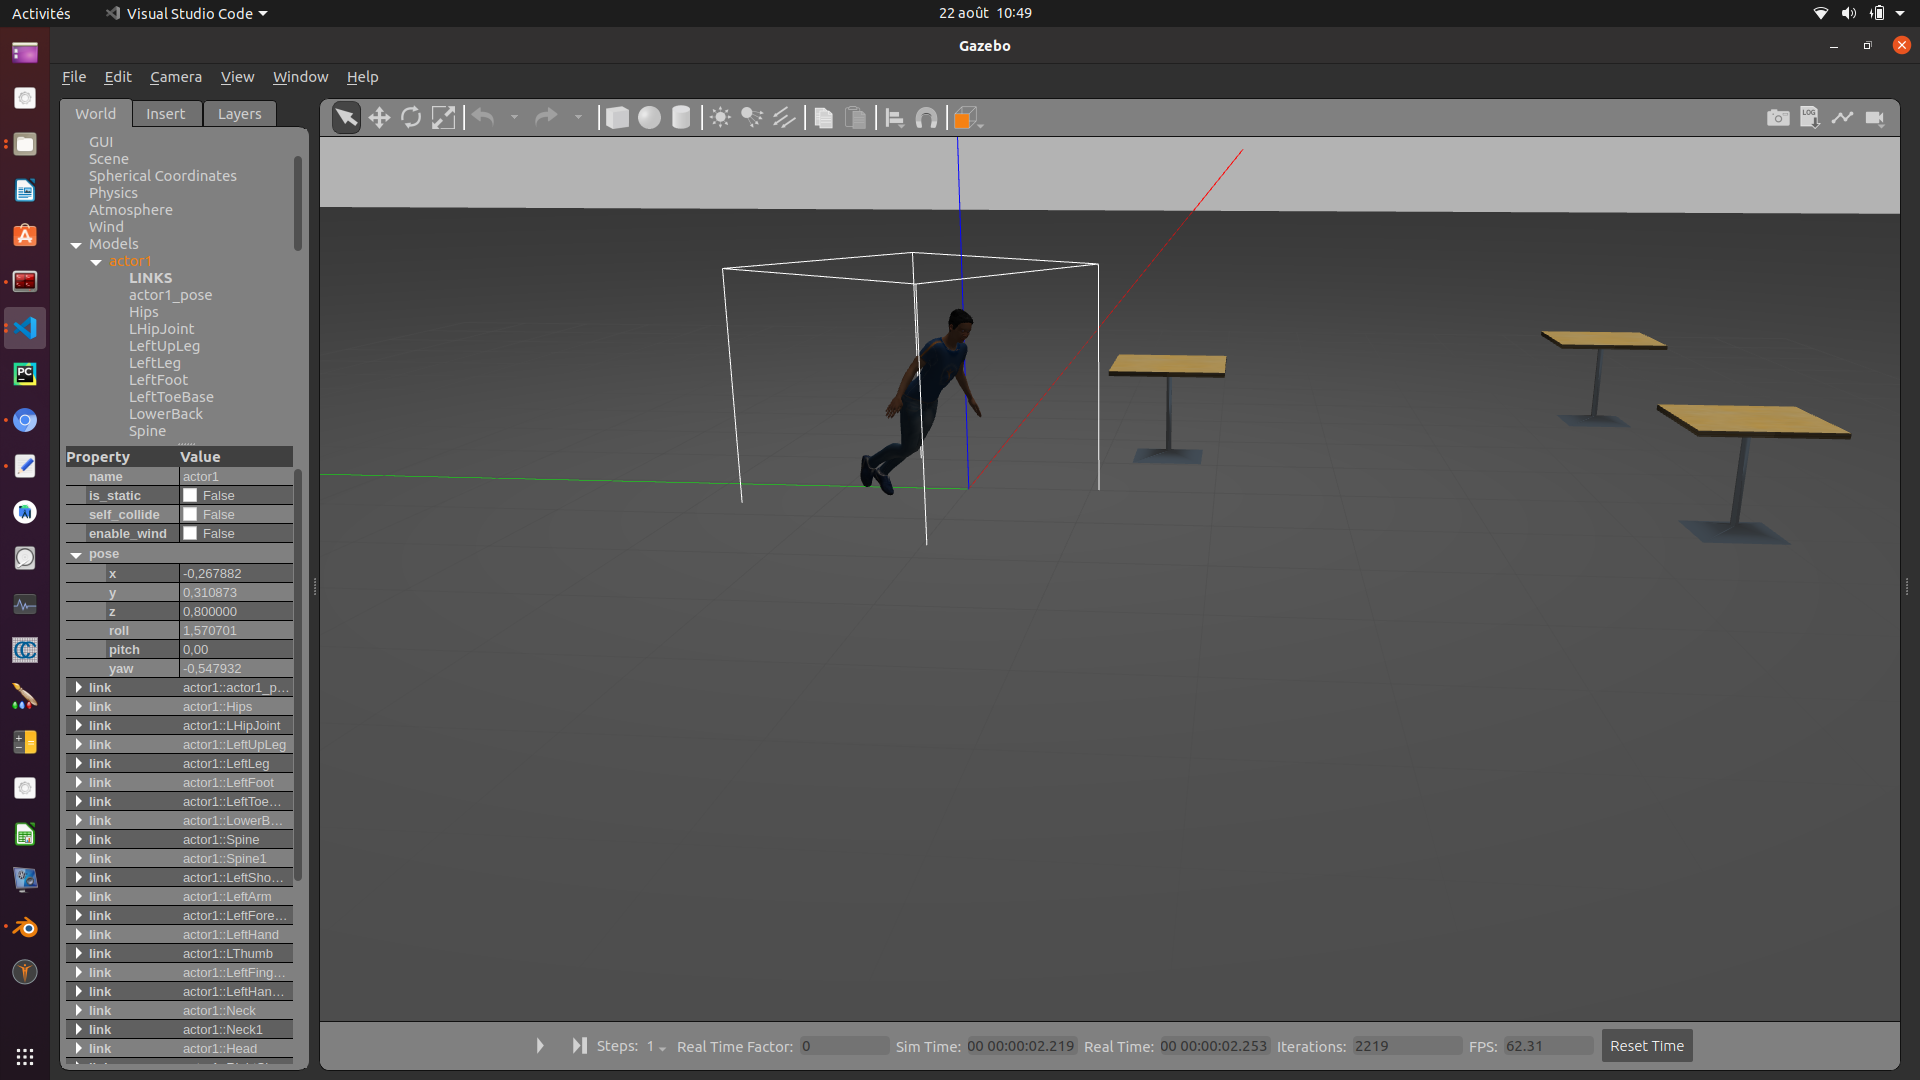 Activités
Visual Studio Code
22 août 10:49
Gazebo
File Edit Camera View Window Help
World Insert Layers
GUI
Scene
Spherical Coordinates
Physics
Atmosphere
Wind
Models
actor1
LINKS
actor1_pose
Hips
LHipJoint
LeftUpLeg
LeftLeg
LeftFoot
LeftToeBase
LowerBack
Spine
Property Value
name actor1
is_static False
self_collide False
enable_wind False
pose
x -0,267882
y 0,310873
z 0,800000
roll 1,570701
pitch 0,00
yaw -0,547932
link actor1::actor1_p...
link actor1::Hips
link actor1::LHipJoint
link actor1::LeftUpLeg
link actor1::LeftLeg
link actor1::LeftFoot
link actor1::LeftToe...
link actor1::LowerB...
link actor1::Spine
link actor1::Spine1
link actor1::LeftSho...
link actor1::LeftArm
link actor1::LeftFore...
link actor1::LeftHand
link actor1::LThumb
link actor1::LeftFing...
link actor1::LeftHan...
link actor1::Neck
link actor1::Neck1
link actor1::Head
LOG
PC
Steps: 1 Real Time Factor: 0 Sim Time: 00 00:00:02.219 Real Time: 00 00:00:02.253 Iterations: 2219 FPS: 62.31 Reset Time